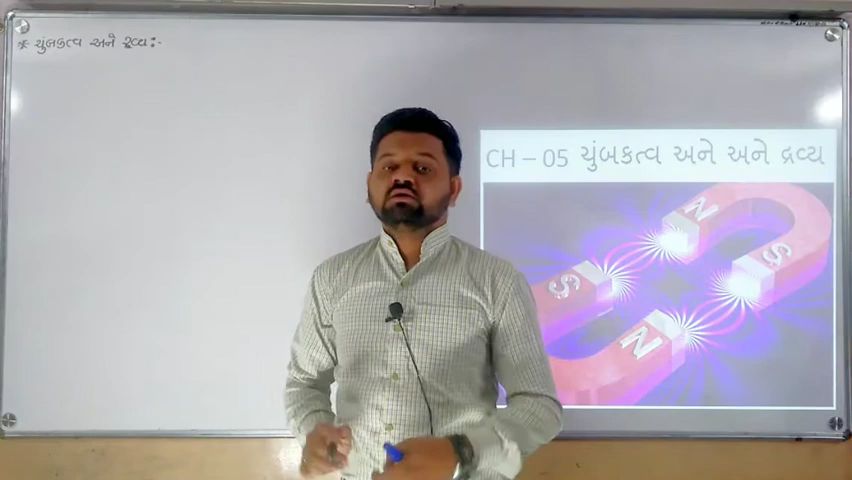 * ચુંબકત્વ અને દ્રવ્ય :-
CH – 05 ચુંબકત્વ અને અને દ્રવ્ય
N
S
S
N